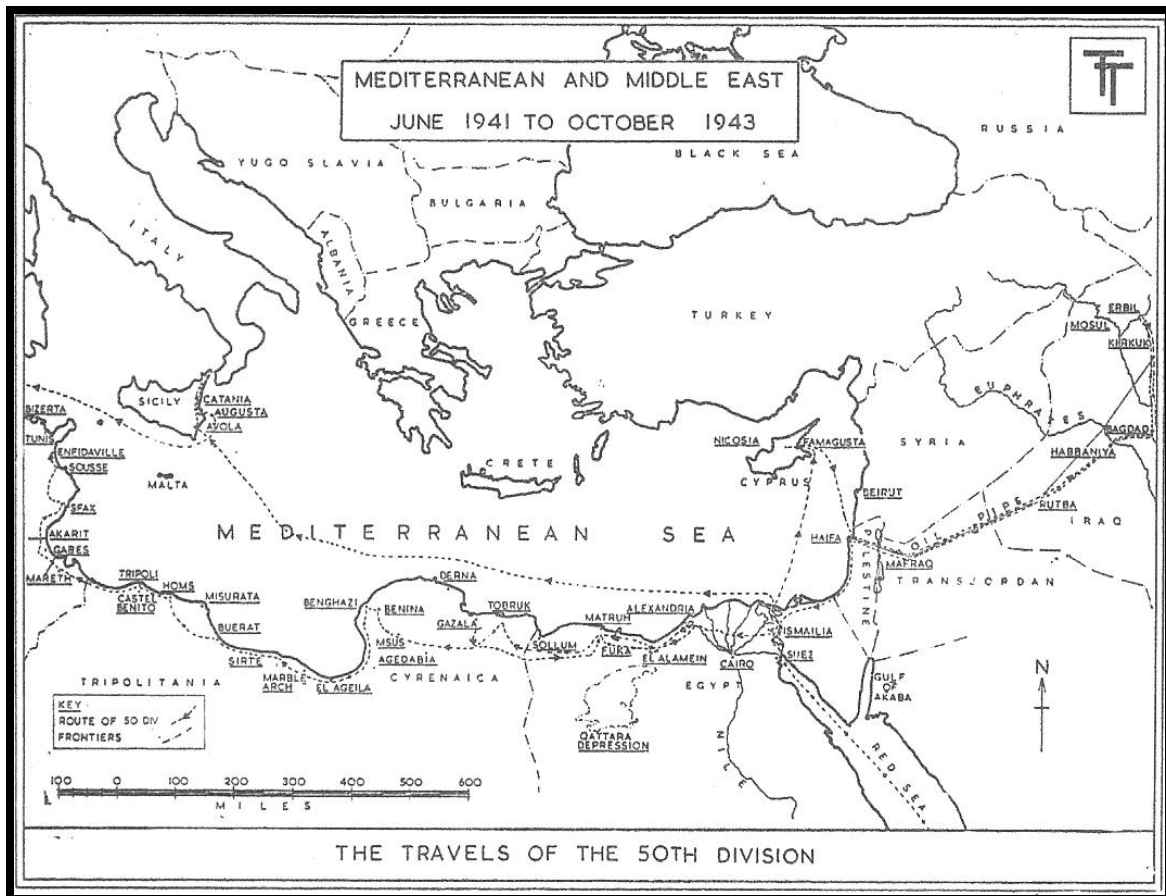 MEDITERRANEAN AND MIDDLE EAST
JUNE 1941 TO OCTOBER 1943
TT
RUSSIA
BLACK SEA
YUGO SLAVIA
BULGARIA
ITALY
ALBANIA
GREECE
TURKEY
ERBIL
MOSUL
KIRKUK
SICILY
CATANIA
AUGUSTA
AVOLA
BIZERTA
TUNIS
ENFIDAVILLE
SOUSSE
MALTA
CRETE
NICOSIA
FAMAGUSTA
CYPRUS
SYRIA
EUPHRATES
BAGDAD
HABBANIYA
BEIRUT
RUTBA
IRAQ
OIL PIPE
SFAX
MEDITERRANEAN SEA
AKARIT
GABES
MARETH
HAIFA
PALESTINE
MAFRAQ
TRANSJORDAN
TRIPOLI
HOMS
CASTEL
BENITO
MISURATA
DERNA
BENGHAZI
BENINA
TOBRUK
GAZALA
MATRUH
ALEXANDRIA
BUERAT
MSUS
SOLLUM
FUKA
EL ALAMEIN
CAIRO
ISMAILIA
SUEZ
SIRTE
AGEDABIA
MARBLE
ARCH
EL AGEILA
TRIPOLITANIA
CYRENAICA
EGYPT
GULF
OF
AKABA
N
QATTARA
DEPRESSION
NILE
RED SEA
KEY
ROUTE OF 50 DIV
FRONTIERS
100 0 100 200 300 400 500 600
MILES
THE TRAVELS OF THE 50TH DIVISION